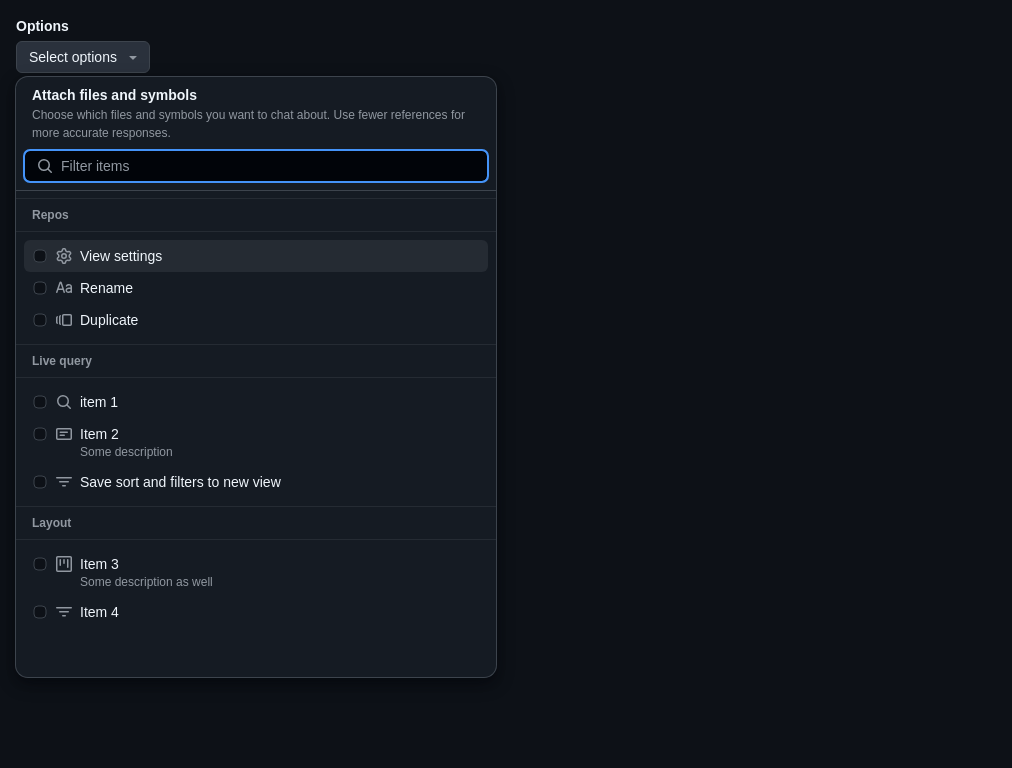 Options
Select options
Attach files and symbols
Choose which files and symbols you want to chat about. Use fewer references for
more accurate responses.
Filter items
Repos
View settings
Rename
Duplicate
Live query
item 1
Item 2
Some description
Save sort and filters to new view
Layout
Item 3
Some description as well
Item 4